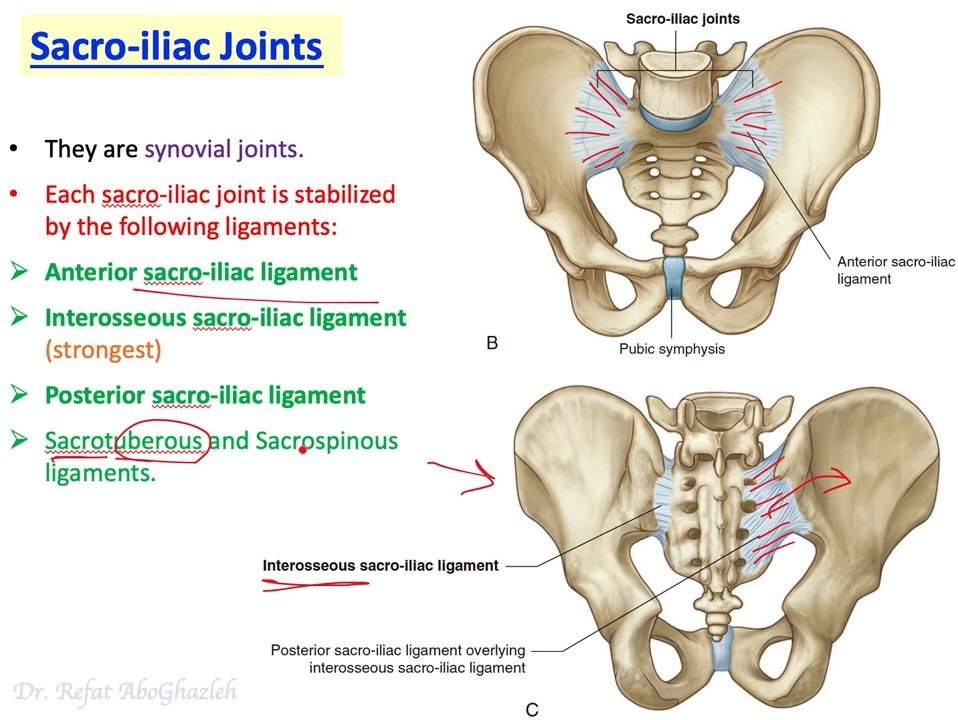 Sacro-iliac Joints
• They are synovial joints.
• Each sacro-iliac joint is stabilized
by the following ligaments:
➢ Anterior sacro-iliac ligament
➢ Interosseous sacro-iliac ligament
(strongest)
➢ Posterior sacro-iliac ligament
➢ Sacrotuberous and Sacrospinous
ligaments.
Sacro-iliac joints
Anterior sacro-iliac
ligament
B
Pubic symphysis
Interosseous sacro-iliac ligament
Posterior sacro-iliac ligament overlying
interosseous sacro-iliac ligament
C
Dr. Refat AboGhazleh